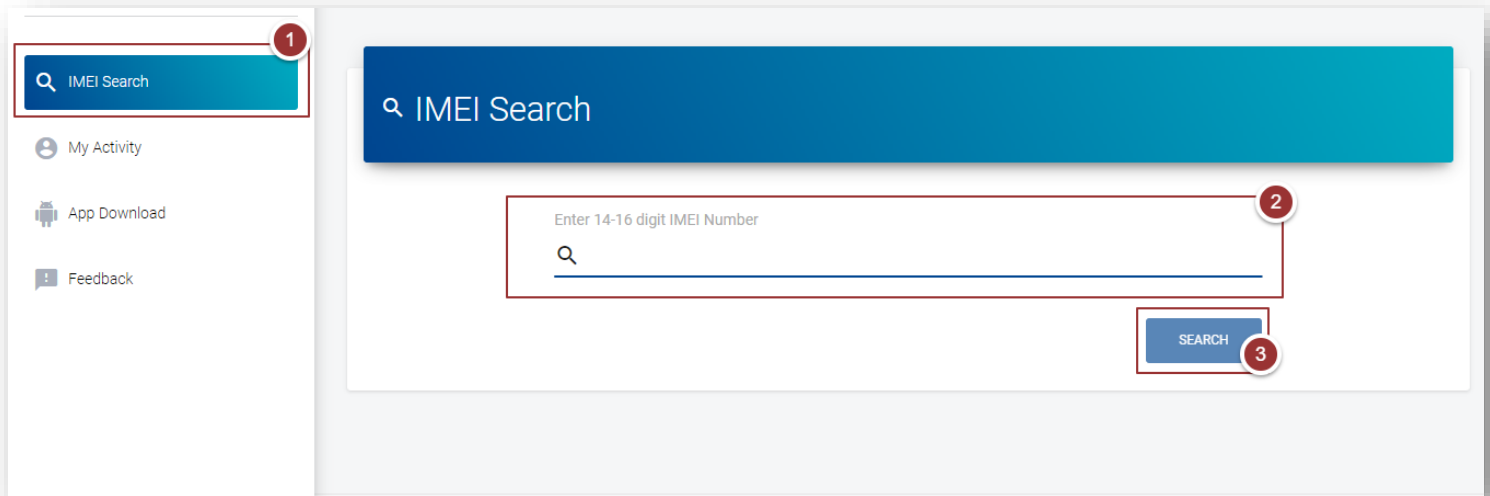 1
IMEI Search
My Activity
App Download
Feedback
IMEI Search
2
Enter 14-16 digit IMEI Number
SEARCH
3